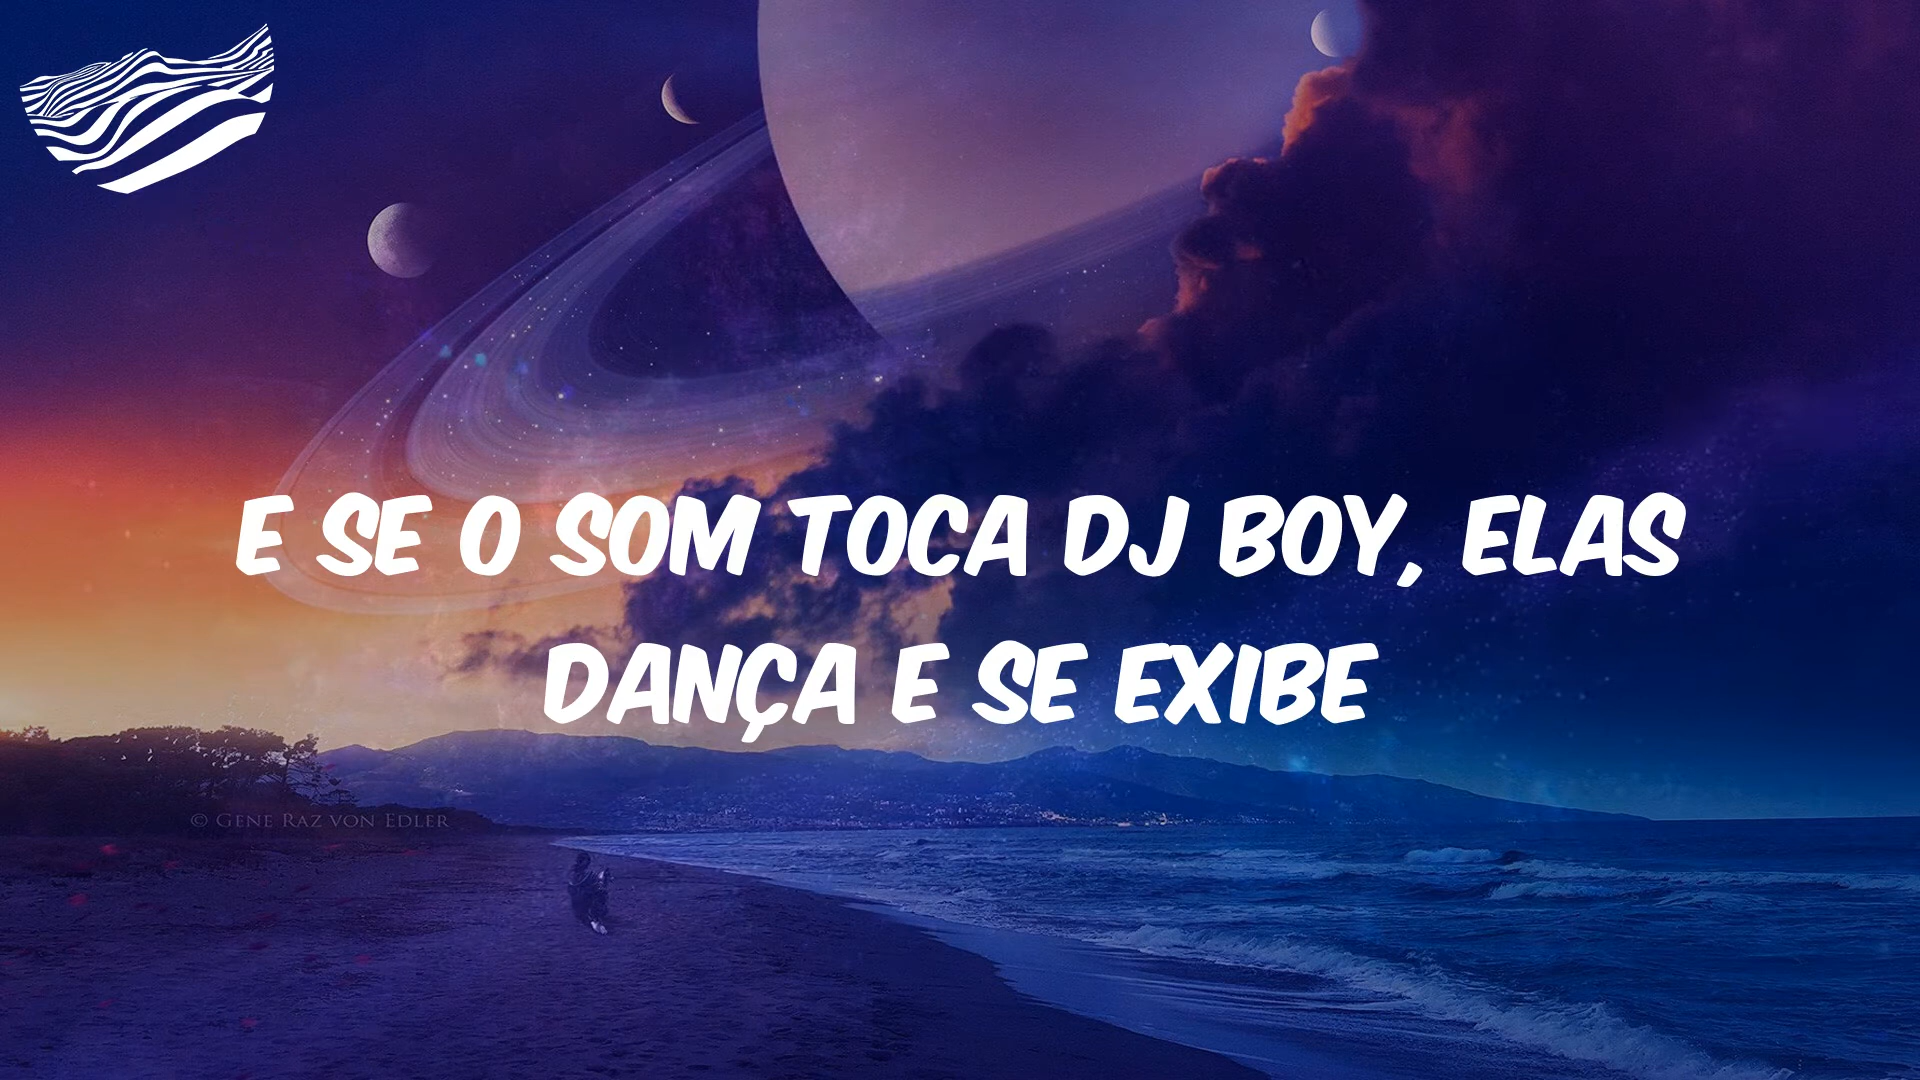 E SE O SOM TOCA DJ BOY, ELAS
DANÇA E SE EXIBE
© GENE RAZ VON EDLER